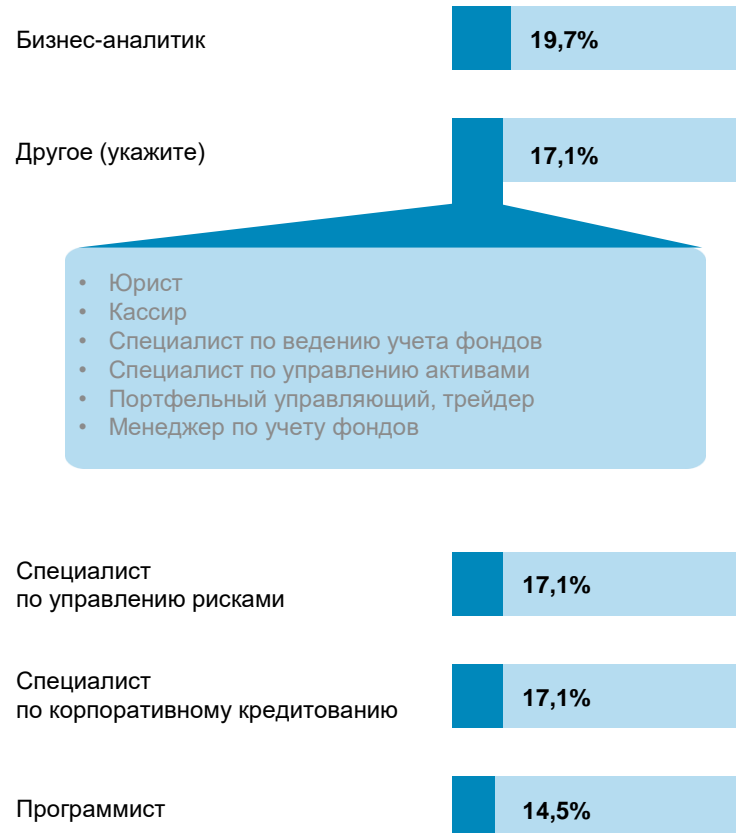 Бизнес-аналитик
19,7%
Другое (укажите)
17,1%
• Юрист
• Кассир
• Специалист по ведению учета фондов
• Специалист по управлению активами
• Портфельный управляющий, трейдер
• Менеджер по учету фондов
Специалист
по управлению рисками
17,1%
Специалист
по корпоративному кредитованию
17,1%
Программист
14,5%